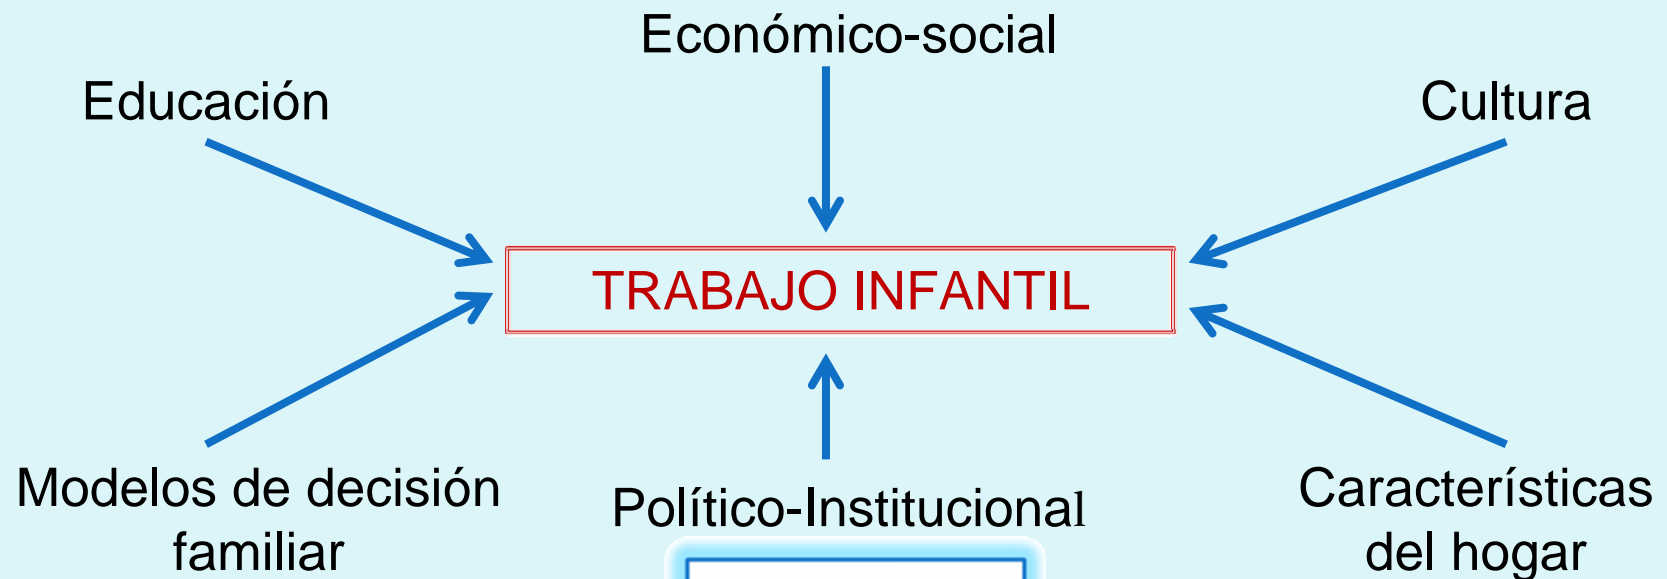 Económico-social
Educación
Cultura
TRABAJO INFANTIL
Modelos de decisión
familiar
Político-Institucional
Características
del hogar